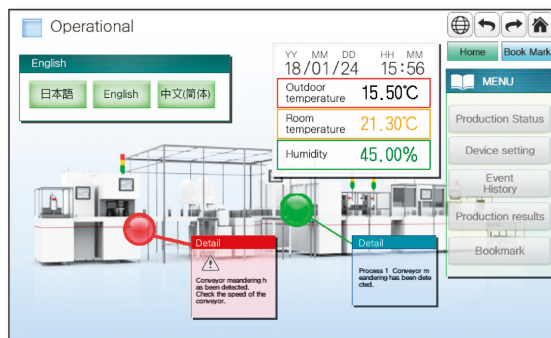 Operational
Home
Book Mark
English
日本語
English
中文(简体)
YY MM DD HH MM
18/01/24 15:56
Outdoor
temperature
15.50℃
Room
temperature
21.30℃
Humidity
45.00%
MENU
Production Status
Device setting
Event
History
Production results
Bookmark
Detail
Conveyor meandering h
as been detected.
Check the speed of the
conveyor.
Detail
Process 1 Conveyor m
eandering has been dete
cted.